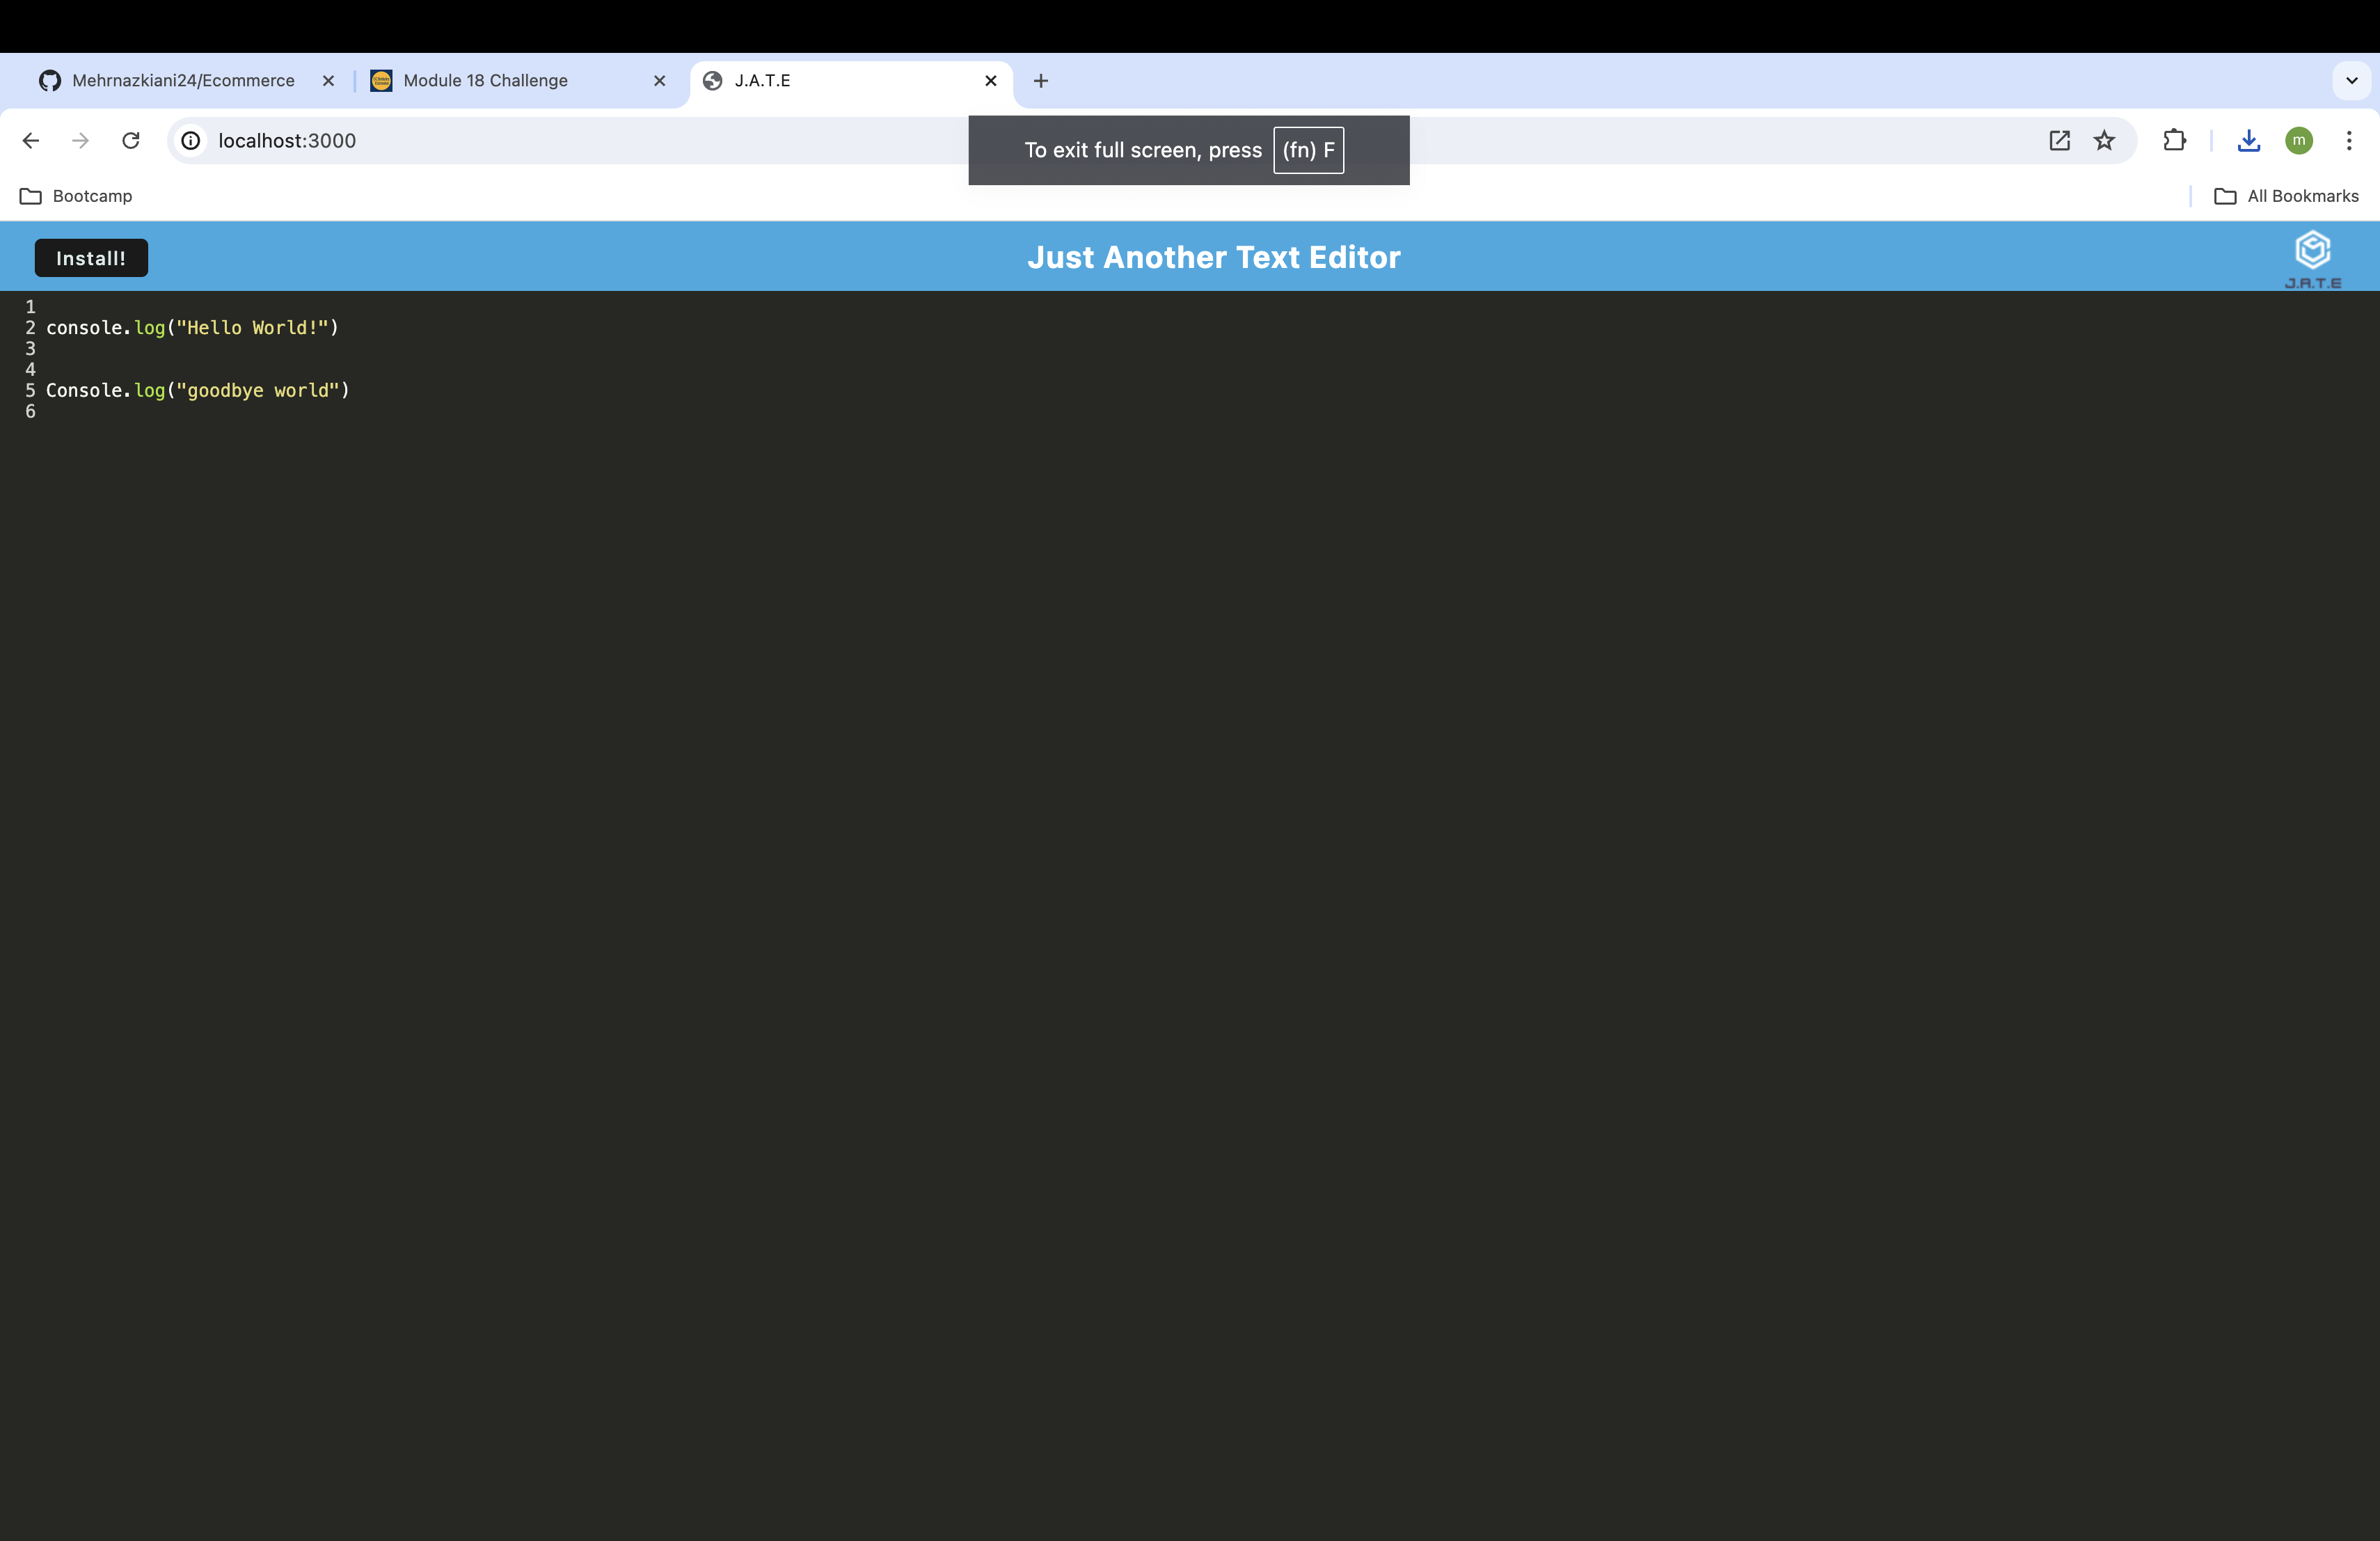 Mehrnazkiani24/Ecommerce
Module 18 Challenge
J.A.T.E
localhost:3000
To exit full screen, press (fn) F
m
Bootcamp
All Bookmarks
Install!
Just Another Text Editor
J.A.T.E
1
2 console.log("Hello World!")
3
4
5 Console.log("goodbye world")
6